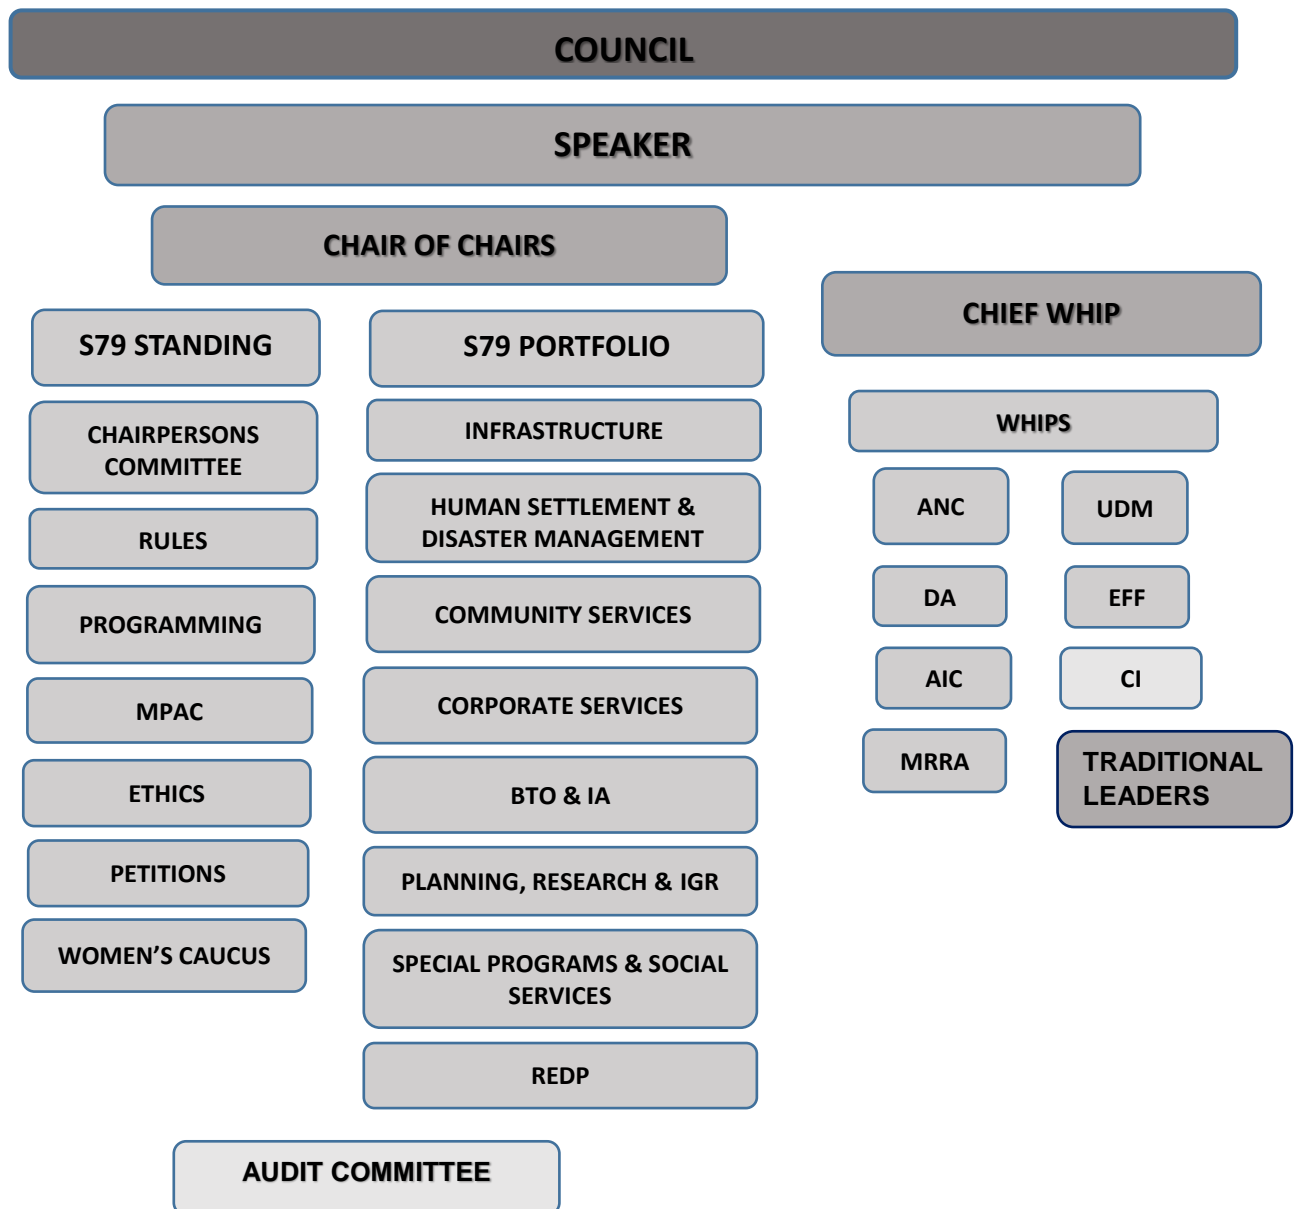 COUNCIL
SPEAKER
CHAIR OF CHAIRS
S79 STANDING
CHAIRPERSONS
COMMITTEE
RULES
PROGRAMMING
MPAC
ETHICS
PETITIONS
WOMEN’S CAUCUS
S79 PORTFOLIO
INFRASTRUCTURE
HUMAN SETTLEMENT &
DISASTER MANAGEMENT
COMMUNITY SERVICES
CORPORATE SERVICES
BTO & IA
PLANNING, RESEARCH & IGR
SPECIAL PROGRAMS & SOCIAL
SERVICES
REDP
CHIEF WHIP
WHIPS
ANC
UDM
DA
EFF
AIC
CI
MRRA
TRADITIONAL
LEADERS
AUDIT COMMITTEE